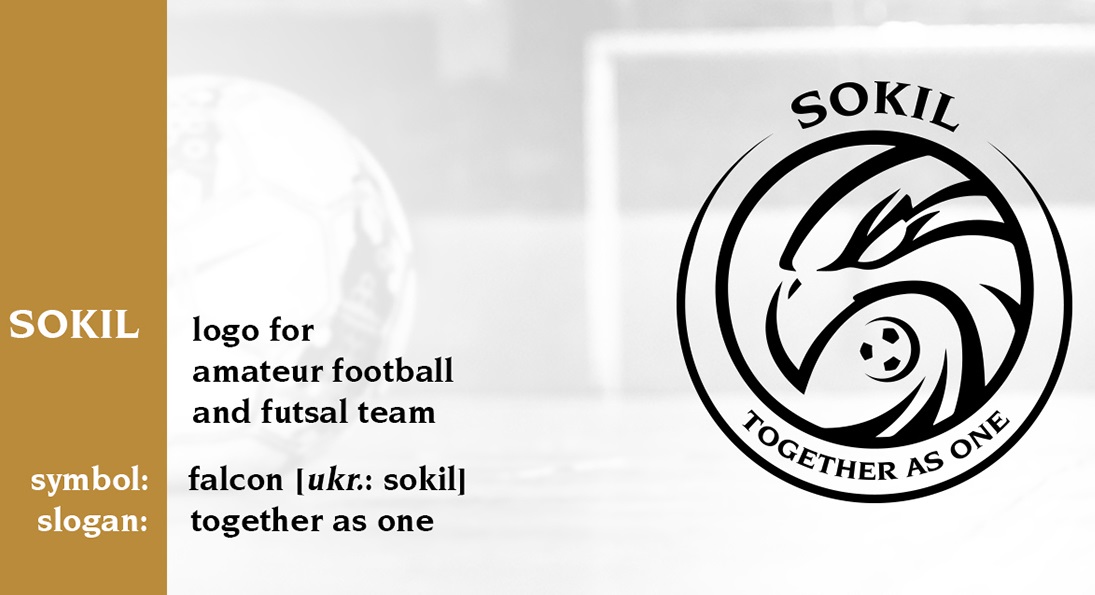 SOKIL
logo for
amateur football
and futsal team
symbol: falcon [ukr.: sokil]
slogan: together as one
SOKIL
TOGETHER AS ONE